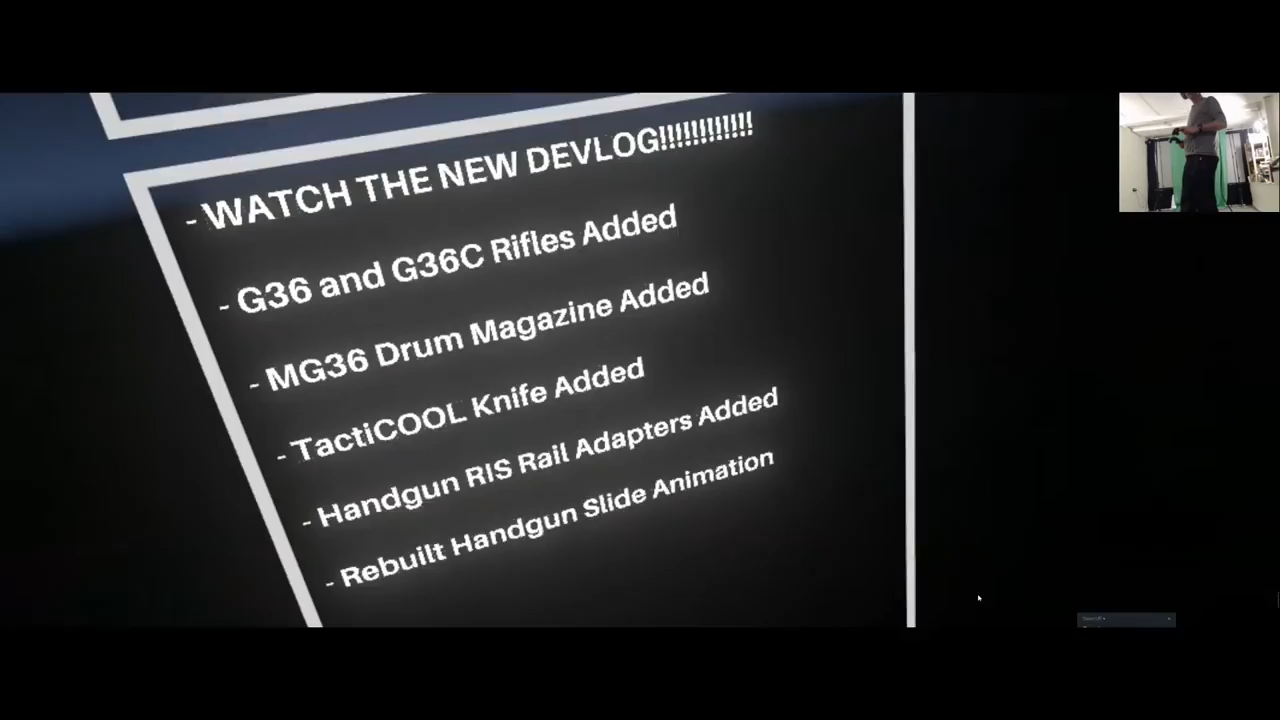 - WATCH THE NEW DEVLOG!!!!!!!!!!!!
- G36 and G36C Rifles Added
- MG36 Drum Magazine Added
- TactiCOOL Knife Added
- Handgun RIS Rail Adapters Added
- Rebuilt Handgun Slide Animation